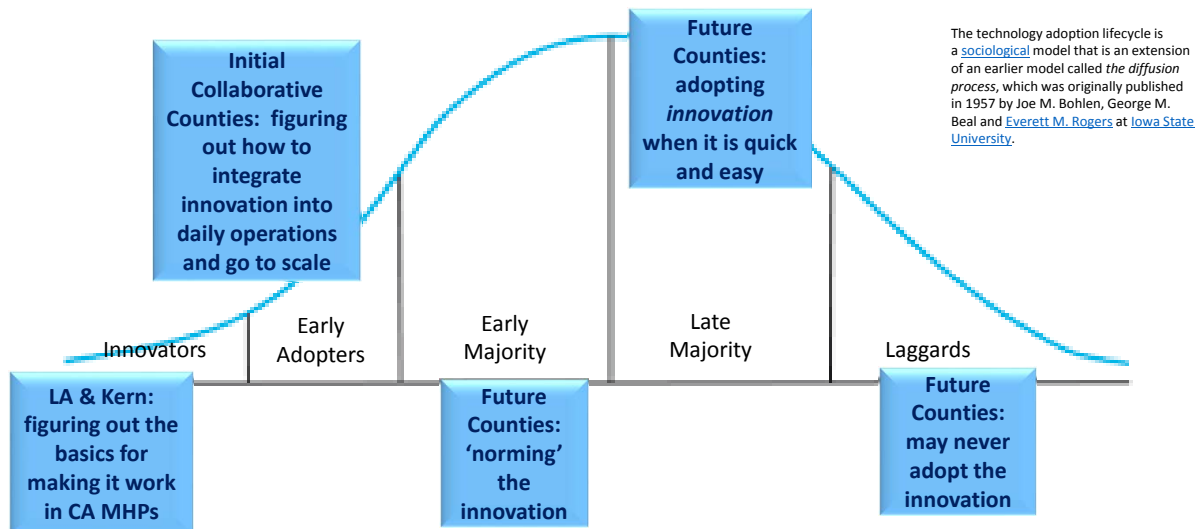 Initial
Collaborative
Counties: figuring
out how to
integrate
innovation into
daily operations
and go to scale
Future
Counties:
adopting
innovation
when it is quick
and easy
The technology adoption lifecycle is
a sociological model that is an extension
of an earlier model called the diffusion
process, which was originally published
in 1957 by Joe M. Bohlen, George M.
Beal and Everett M. Rogers at Iowa State
University.
Innovators
Early
Adopters
Early
Majority
Late
Majority
Laggards
LA & Kern:
figuring out the
basics for
making it work
in CA MHPs
Future
Counties:
‘norming’
the
innovation
Future
Counties:
may never
adopt the
innovation